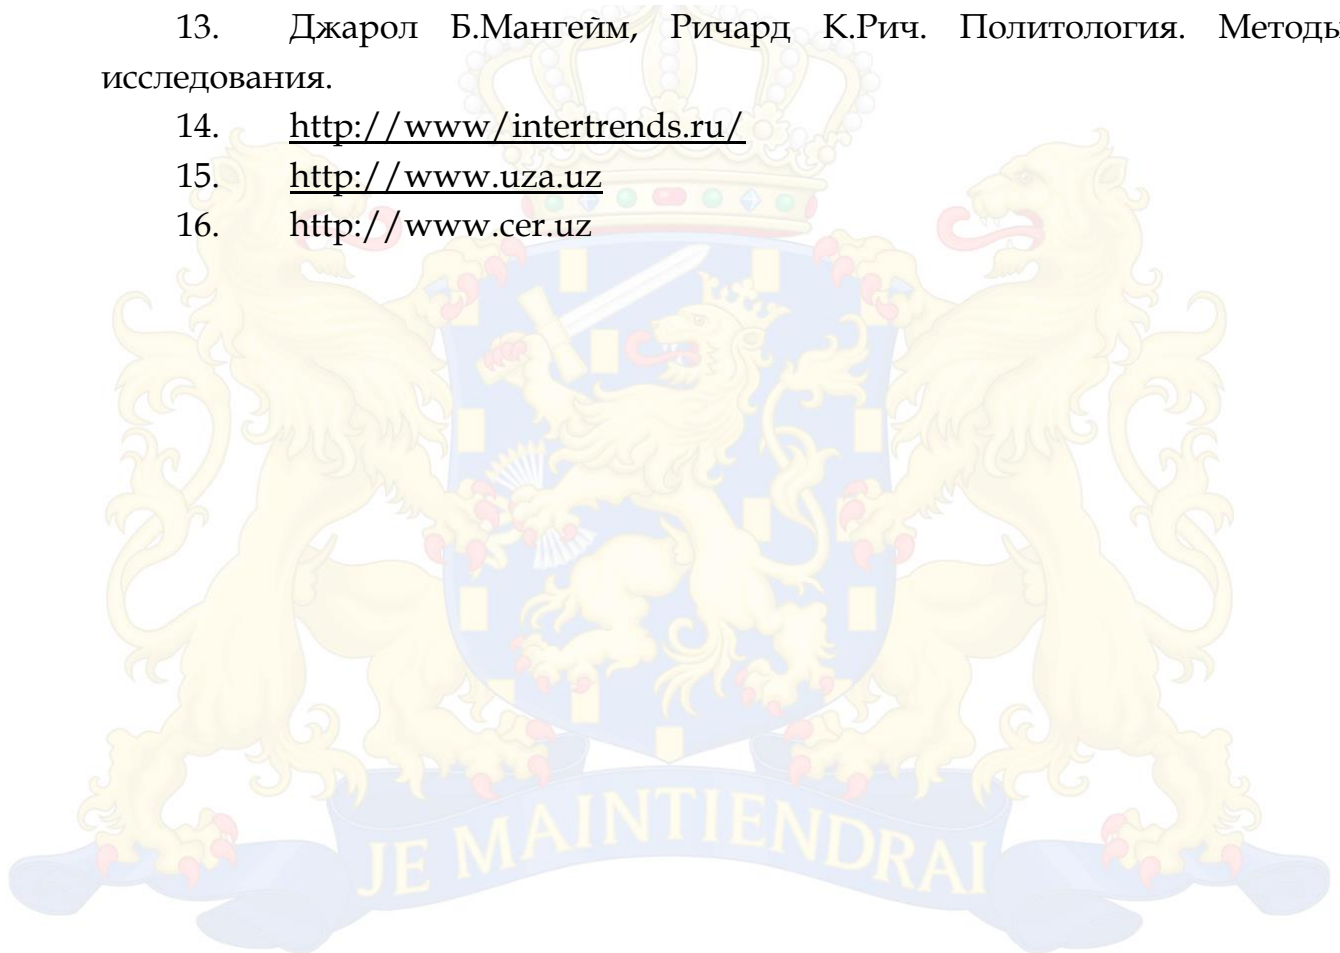 13. Джарол Б.Мангейм, Ричард К.Рич. Политология. Методы
исследования.
14. http://www/intertrends.ru/
15. http://www.uza.uz
16. http://www.cer.uz
JE MAINTIENDRAI